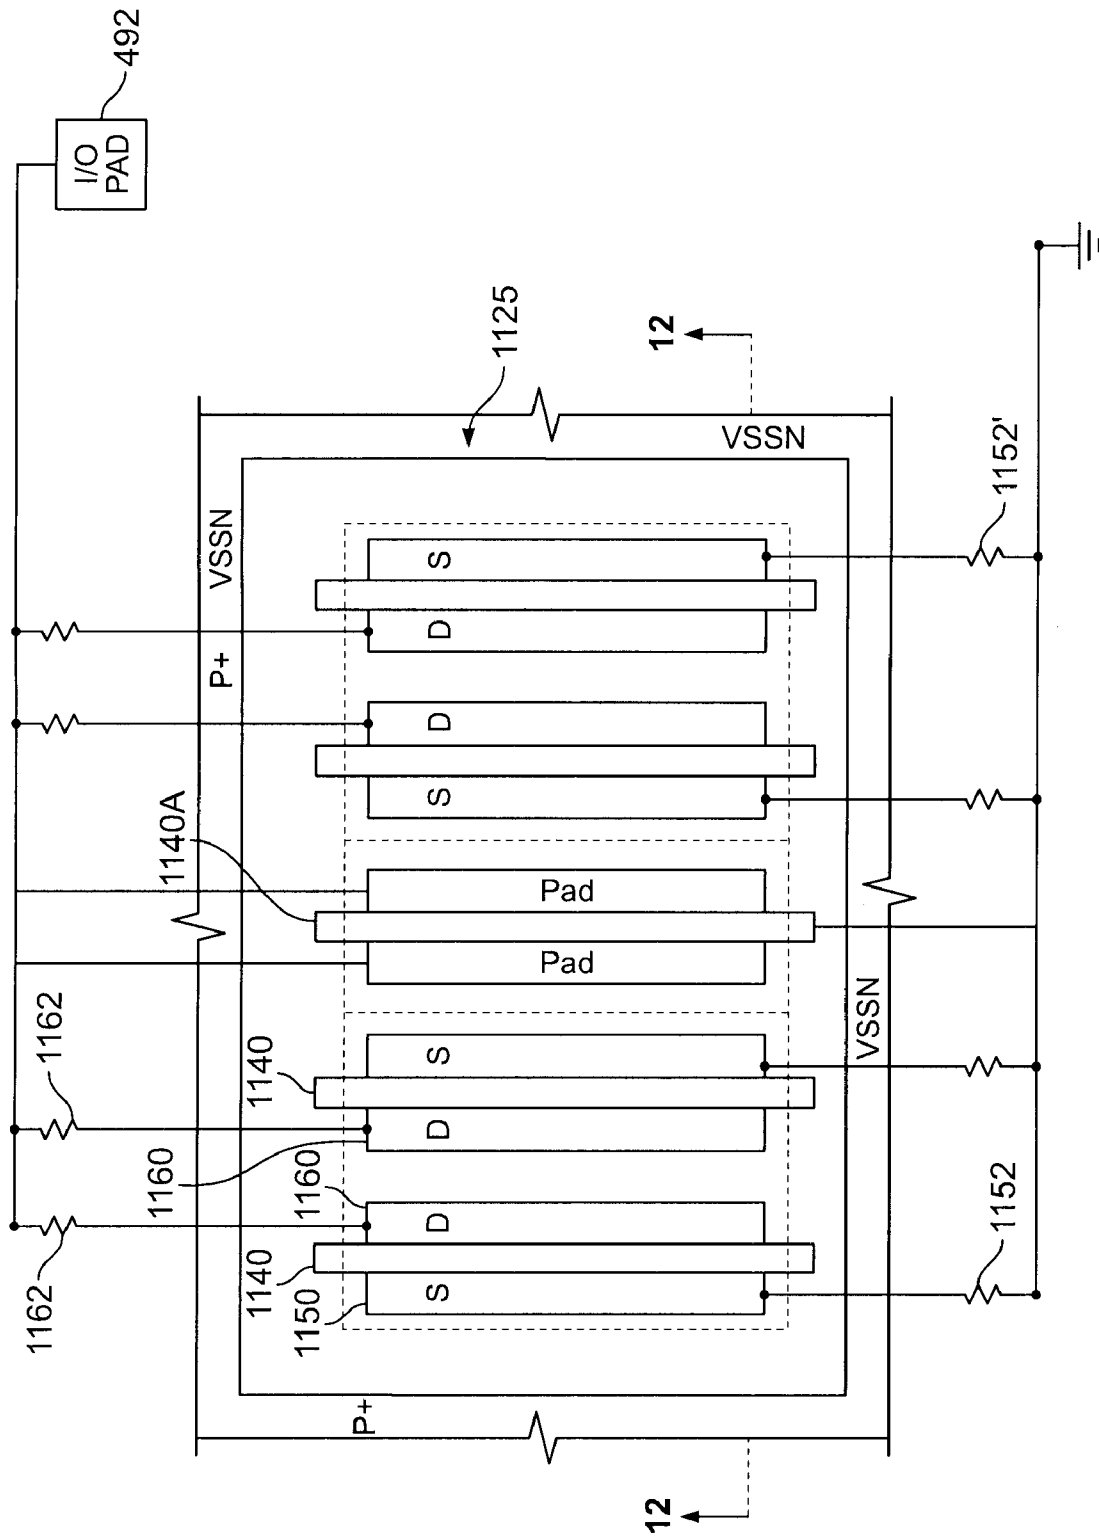 I/O
PAD
492
1125
12
VSSN
1152'
VSSN
P+
S
D
D
S
1140A
Pad
Pad
VSSN
1162
1140
S
D
1160
1160
D
S
1140
1150
1162
1152
P+
12